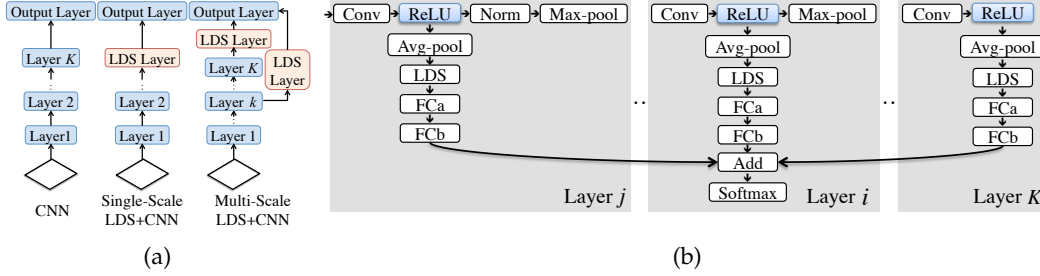 Output Layer
Output Layer
Output Layer
LDS Layer
LDS Layer
LDS
Layer
Layer K
Layer K
Layer 2
Layer 2
Layer k
Layer1
Layer 1
Layer 1
CNN
Single-Scale
LDS+CNN
Multi-Scale
LDS+CNN
(a)
Conv
ReLU
Norm
Max-pool
Avg-pool
LDS
FCa
FCb
Layer j
..
Conv
ReLU
Max-pool
Avg-pool
LDS
FCa
FCb
Add
Softmax
Layer i
..
Conv
ReLU
Avg-pool
LDS
FCa
FCb
Layer K
(b)